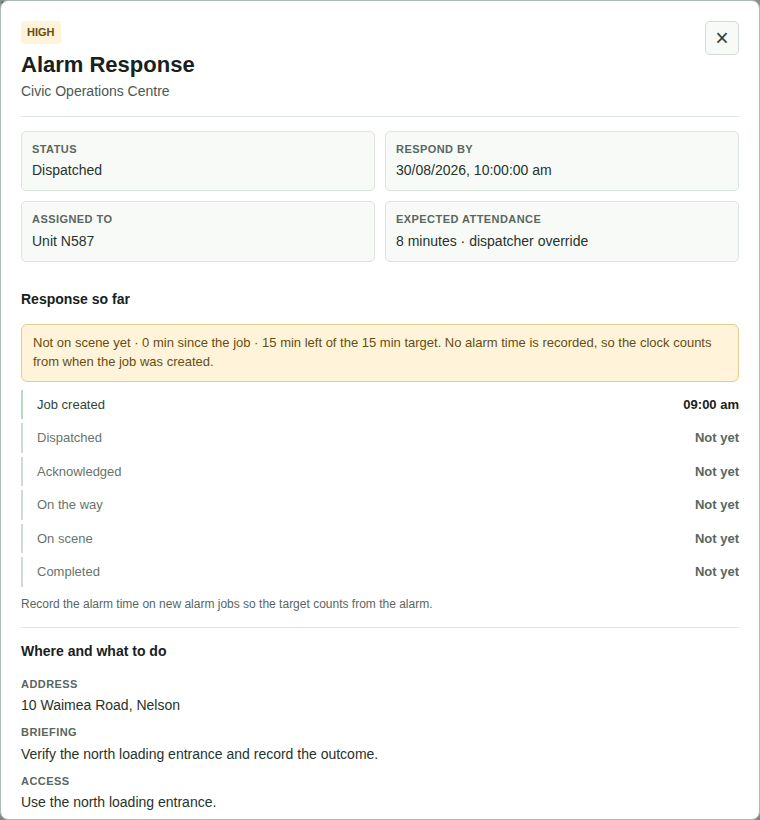 HIGH
Alarm Response
Civic Operations Centre
STATUS
Dispatched
RESPOND BY
30/08/2026, 10:00:00 am
ASSIGNED TO
Unit N587
EXPECTED ATTENDANCE
8 minutes · dispatcher override
Response so far
Not on scene yet · 0 min since the job · 15 min left of the 15 min target. No alarm time is recorded, so the clock counts
from when the job was created.
Job created 09:00 am
Dispatched Not yet
Acknowledged Not yet
On the way Not yet
On scene Not yet
Completed Not yet
Record the alarm time on new alarm jobs so the target counts from the alarm.
Where and what to do
ADDRESS
10 Waimea Road, Nelson
BRIEFING
Verify the north loading entrance and record the outcome.
ACCESS
Use the north loading entrance.